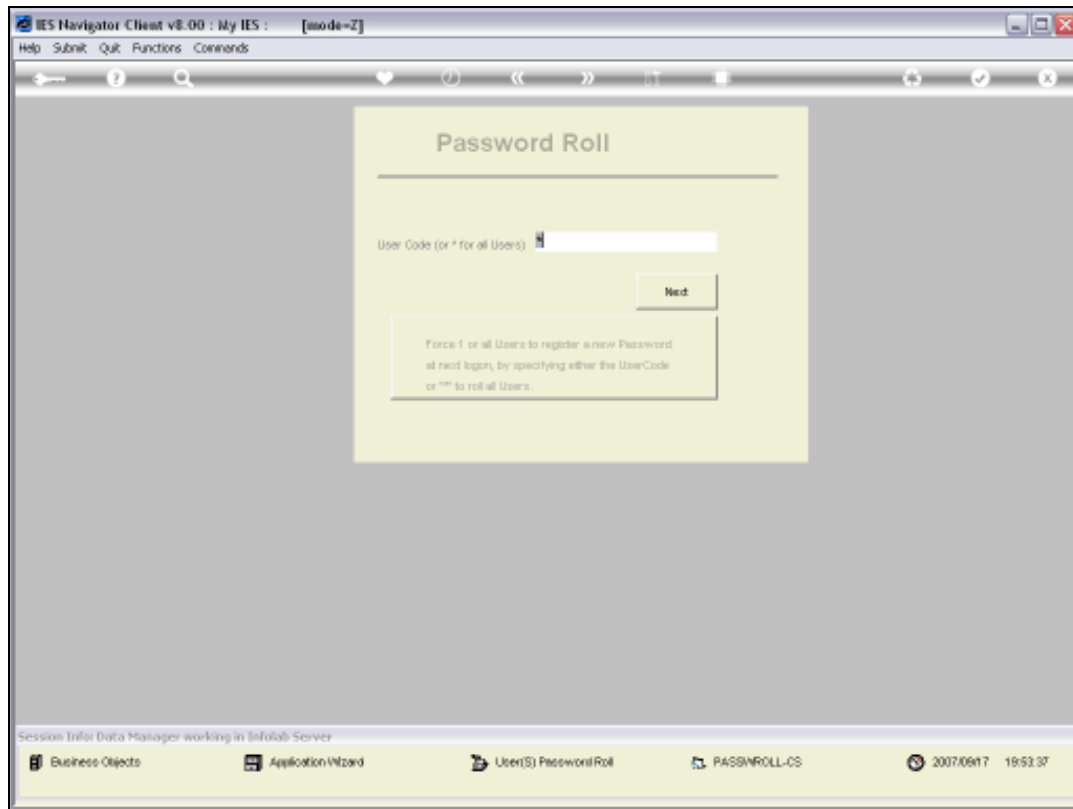 IES Navigator Client v8.00 : My IES : [mode=Z]
Help Submit Quit Functions Commands
Password Roll
User Code (or * for all Users) *
Next
Force 1 or all Users to register a new Password
at next logon, by specifying either the UserCode
or "*" to roll all Users.
Session Info: Data Manager working in Infolab Server
Business Objects Application Wizard User(S) Password Roll PASSWROLL-CS 2007/09/17 19:53:37